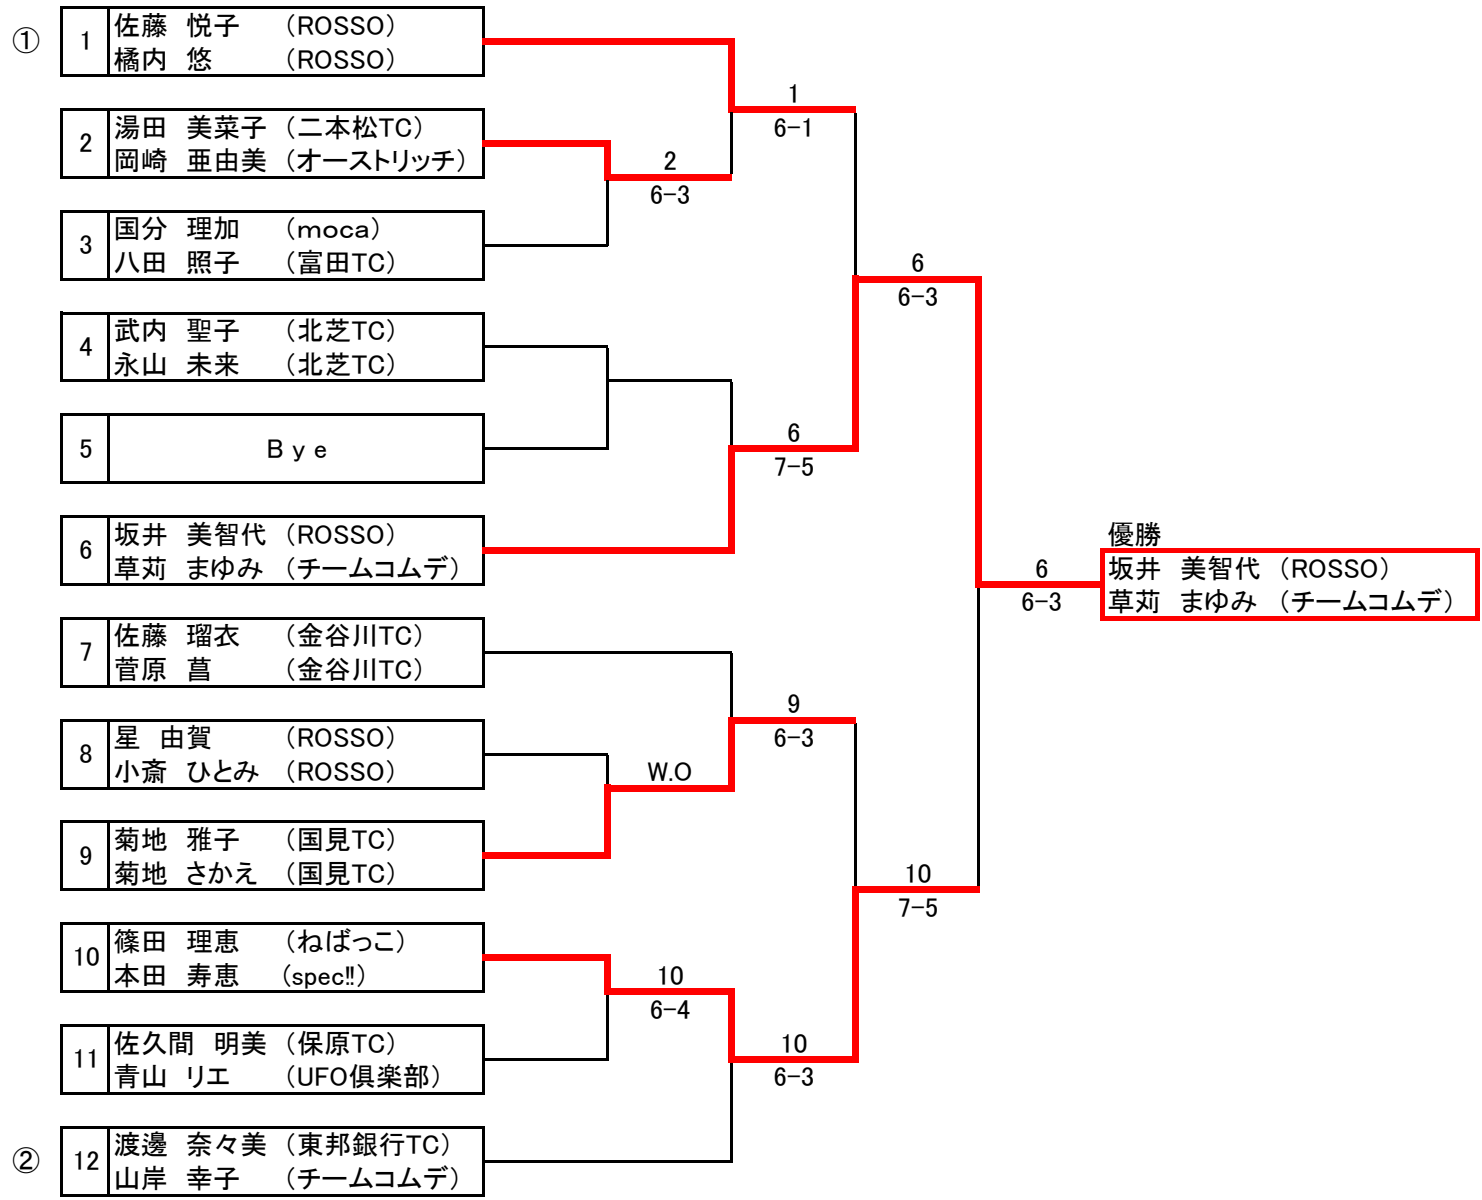 ① 1 佐藤 悦子 (ROSSO)
橘内 悠 (ROSSO)
1
6-1
2 湯田 美菜子 (二本松TC)
岡崎 亜由美 (オーストリッチ)
2
6-3
3 国分 理加 (moca)
八田 照子 (富田TC)
6
6-3
4 武内 聖子 (北芝TC)
永山 未来 (北芝TC)
5 Bye
6
7-5
6 坂井 美智代 (ROSSO)
草苅 まゆみ (チームコムデ)
優勝
坂井 美智代 (ROSSO)
草苅 まゆみ (チームコムデ)
6
6-3
7 佐藤 瑠衣 (金谷川TC)
菅原 菖 (金谷川TC)
9
6-3
8 星 由賀 (ROSSO)
小斎 ひとみ (ROSSO)
W.O
9 菊地 雅子 (国見TC)
菊地 さかえ (国見TC)
10
7-5
10 篠田 理恵 (ねばっこ)
本田 寿恵 (spec!!)
10
6-4
11 佐久間 明美 (保原TC)
青山 リエ (UFO倶楽部)
10
6-3
② 12 渡邊 奈々美 (東邦銀行TC)
山岸 幸子 (チームコムデ)